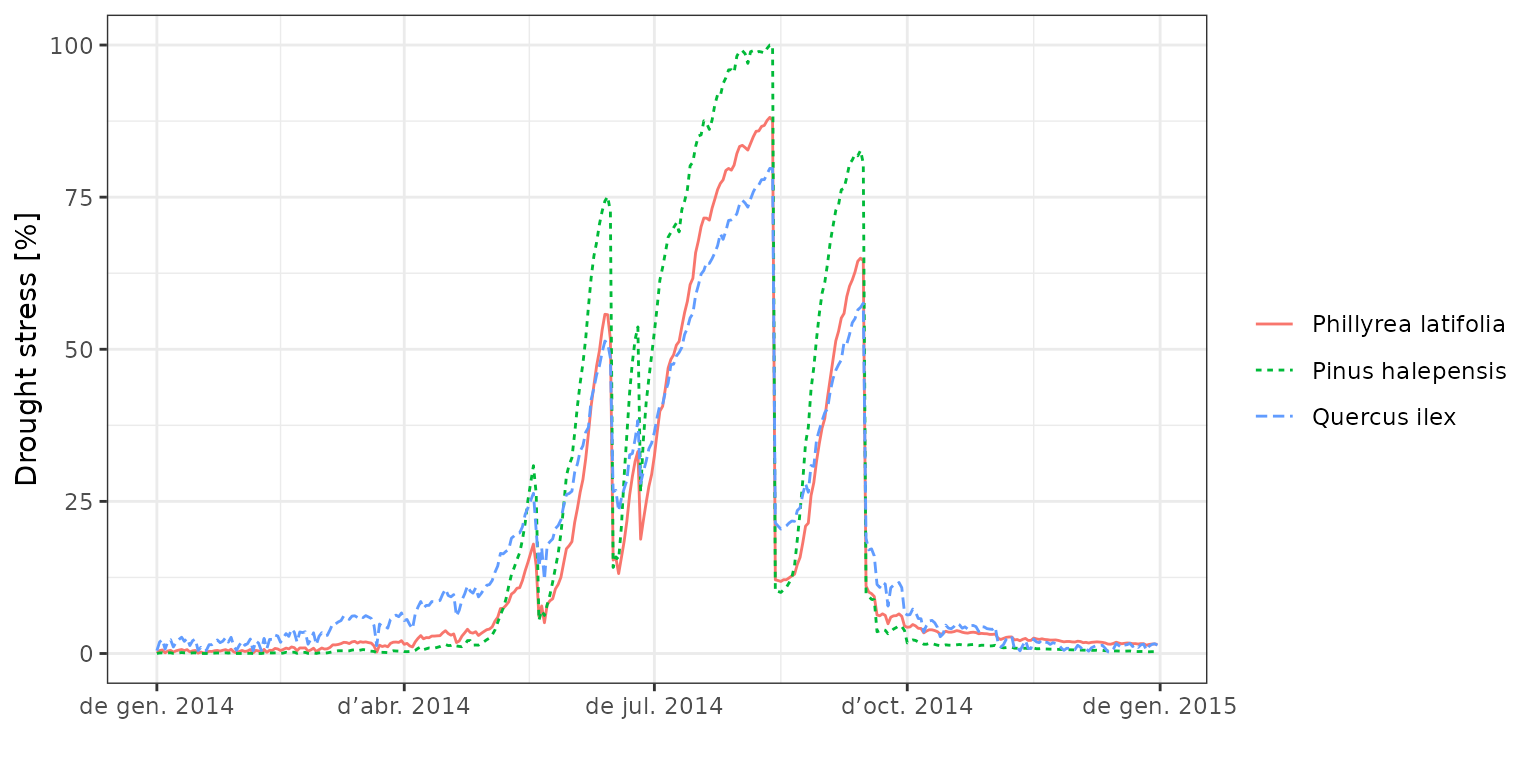 Drought stress [%]
100
75
50
25
0
de gen. 2014
d’abr. 2014
de jul. 2014
d’oct. 2014
de gen. 2015
Phillyrea latifolia
Pinus halepensis
Quercus ilex